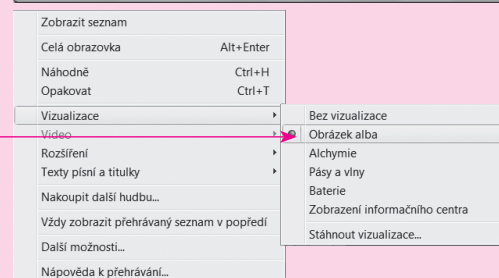 Zobrazit seznam
Celá obrazovka Alt+Enter
Náhodně Ctrl+H
Opakovat Ctrl+T
Vizualizace
Video
Rozšíření
Texty písní a titulky
Nakoupit další hudbu...
Vždy zobrazit přehrávaný seznam v popředí
Další možnosti...
Nápověda k přehrávání...
Bez vizualizace
Obrázek alba
Alchymie
Pásy a vlny
Baterie
Zobrazení informačního centra
Stáhnout vizualizace...